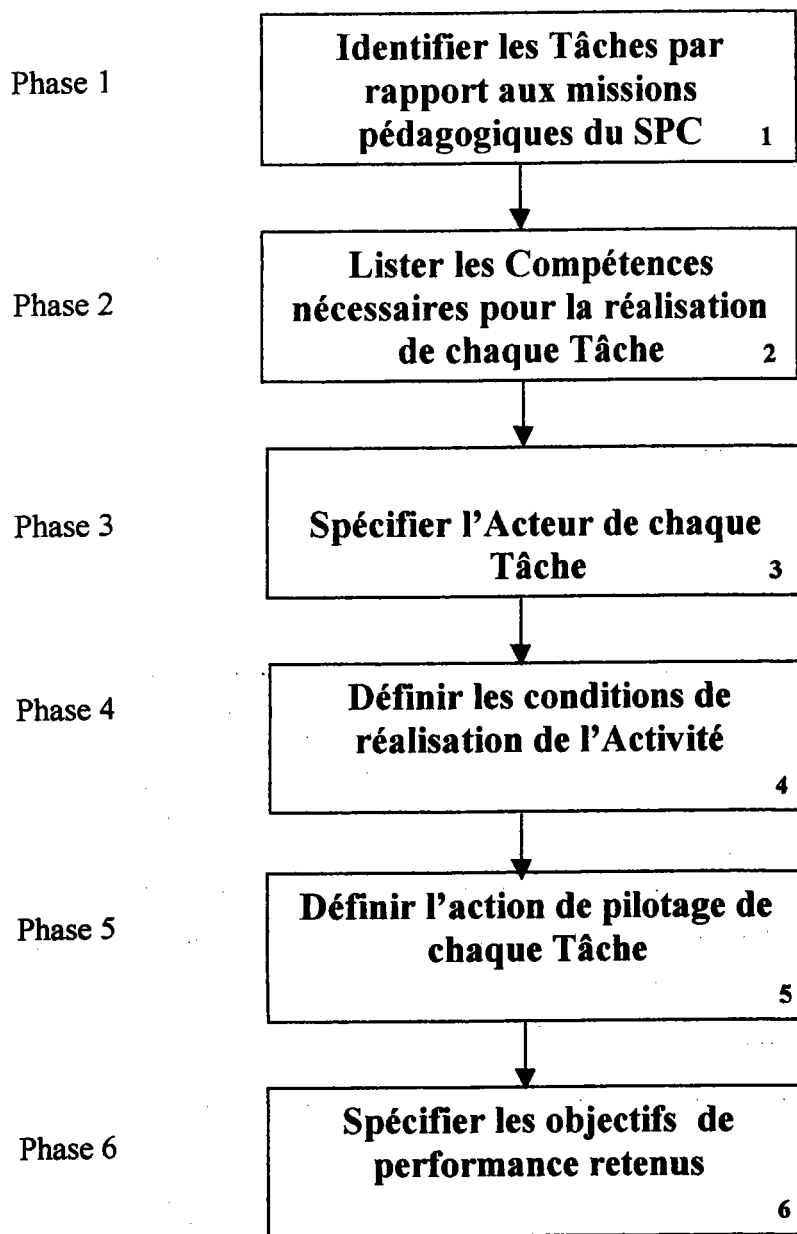 Phase 1
Identifier les Tâches par
rapport aux missions
pédagogiques du SPC 1
Phase 2
Lister les Compétences
nécessaires pour la réalisation
de chaque Tâche 2
Phase 3
Spécifier l'Acteur de chaque
Tâche 3
Phase 4
Définir les conditions de
réalisation de l'Activité
4
Phase 5
Définir l'action de pilotage de
chaque Tâche
5
Phase 6
Spécifier les objectifs de
performance retenus
6